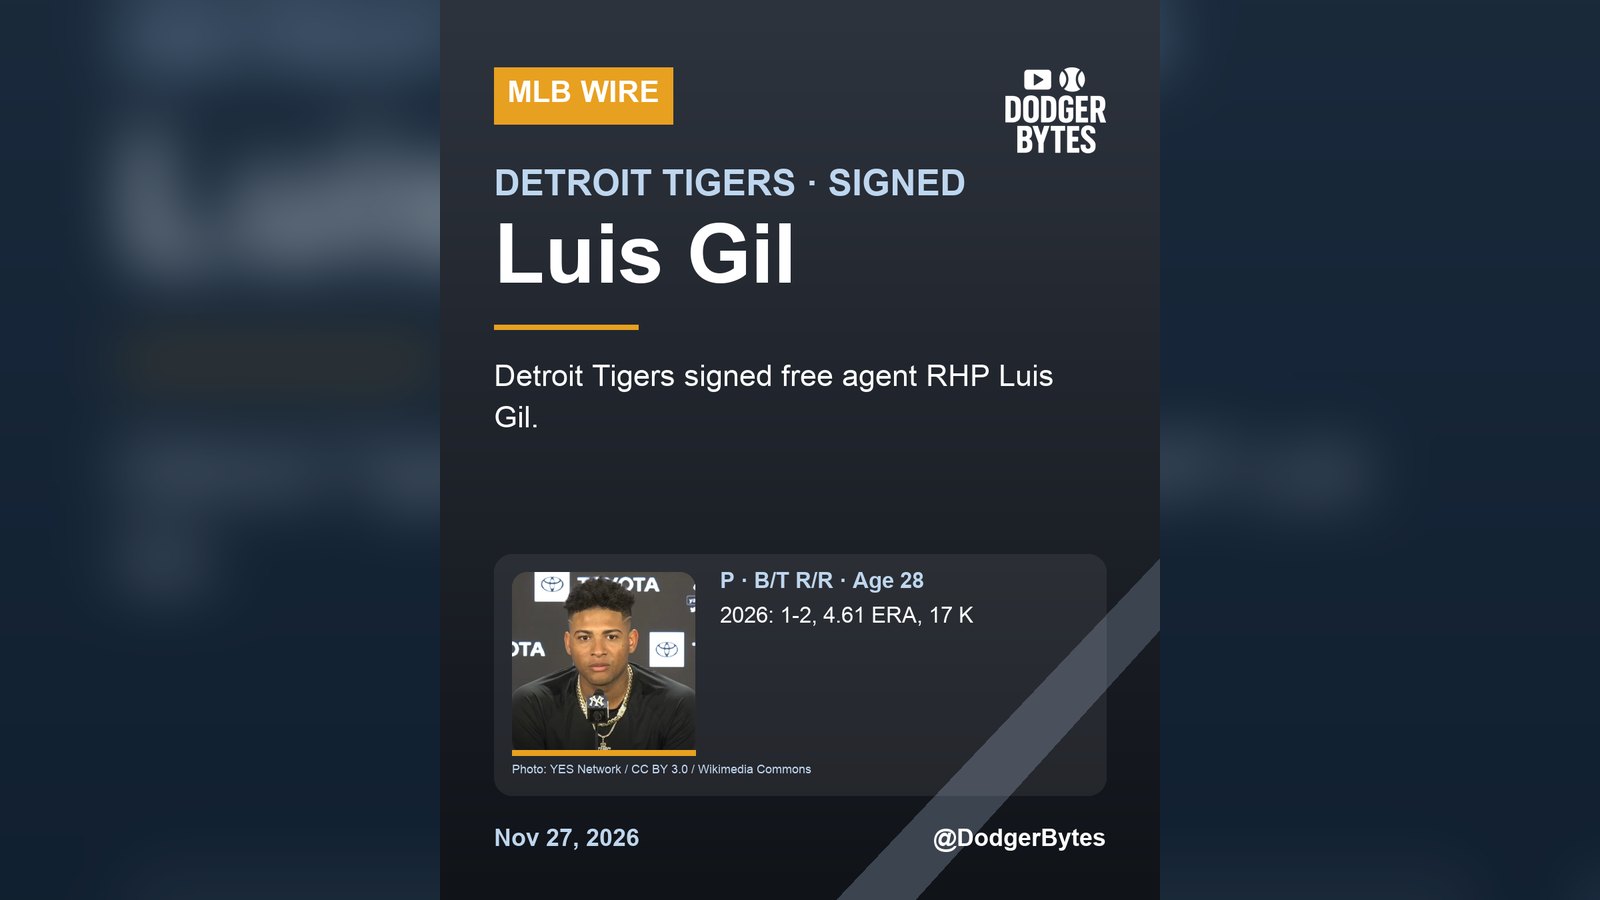 MLB WIRE
DODGER
BYTES
DETROIT TIGERS · SIGNED
Luis Gil
Detroit Tigers signed free agent RHP Luis
Gil.
P · B/T R/R · Age 28
2026: 1-2, 4.61 ERA, 17 K
TOYOTA
OTA
Photo: YES Network / CC BY 3.0 / Wikimedia Commons
Nov 27, 2026
@DodgerBytes